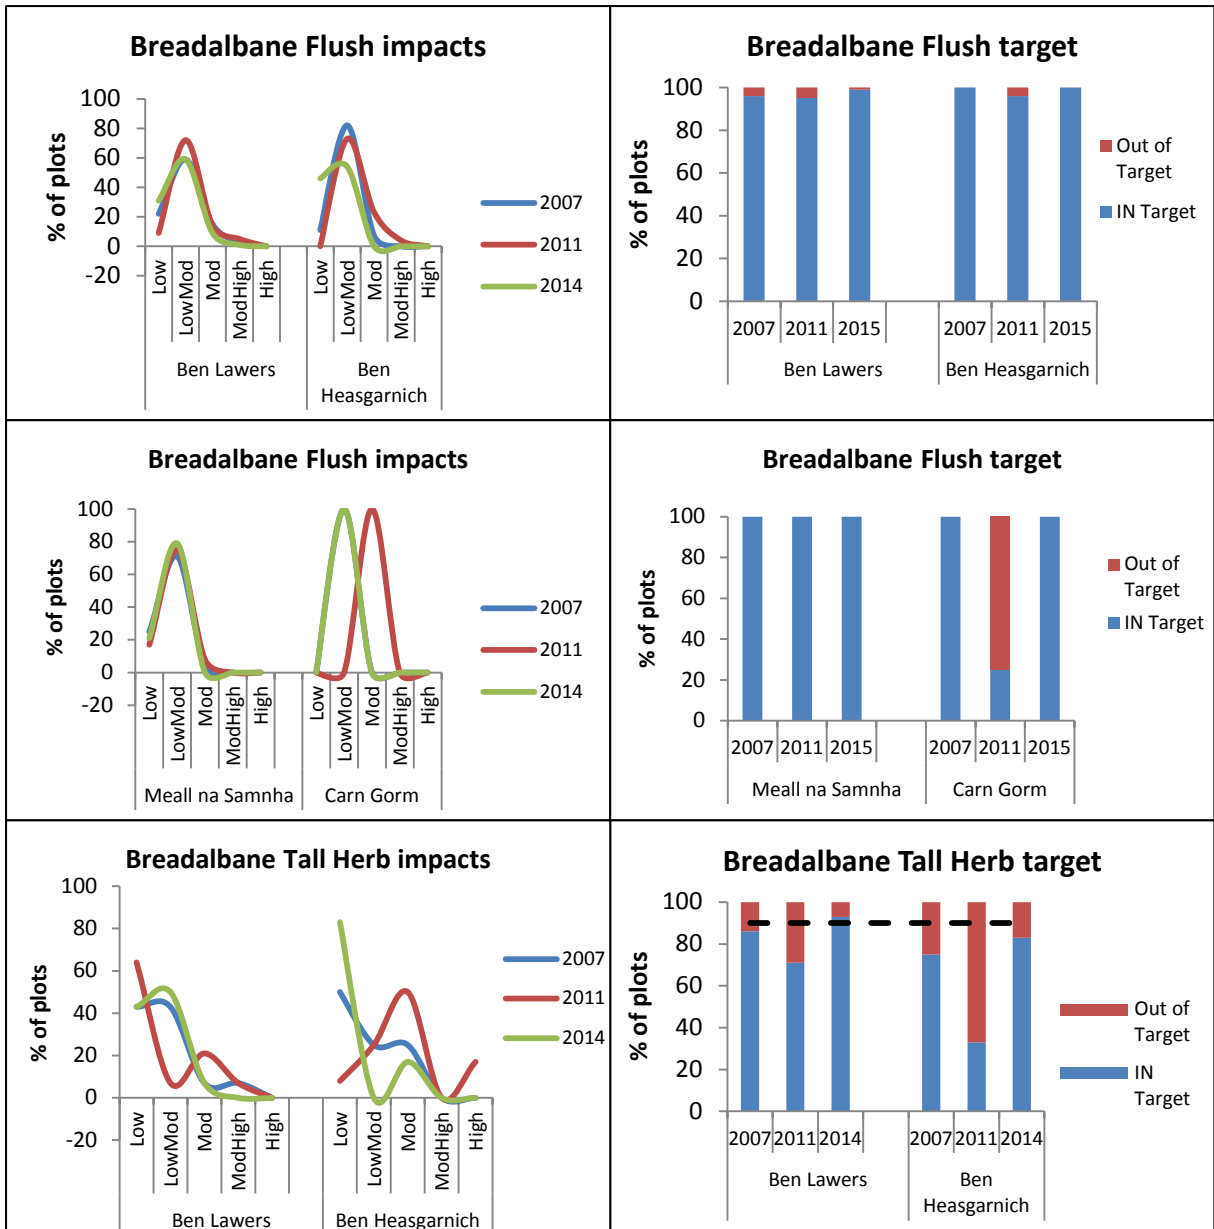 Breadalbane Flush impacts
100
80
60
40
20
0
-20
% of plots
Low
LowMod
Mod
ModHigh
High
Low
LowMod
Mod
ModHigh
High
Ben Lawers
Ben
Heasgarnich
2007
2011
2014
Breadalbane Flush target
100
80
60
40
20
0
% of plots
2007 2011 2015 2007 2011 2015
Ben Lawers Ben Heasgarnich
Out of
Target
IN Target
Breadalbane Flush impacts
100
80
60
40
20
0
-20
% of plots
Low
LowMod
Mod
ModHigh
High
Low
LowMod
Mod
ModHigh
High
Meall na Samnha Carn Gorm
2007
2011
2014
Breadalbane Flush target
100
80
60
40
20
0
% of plots
2007 2011 2015 2007 2011 2015
Meall na Samnha Carn Gorm
Out of
Target
IN Target
Breadalbane Tall Herb impacts
100
80
60
40
20
0
-20
% of plots
Low
LowMod
Mod
ModHigh
High
Low
LowMod
Mod
ModHigh
High
Ben Lawers Ben Heasgarnich
2007
2011
2014
Breadalbane Tall Herb target
100
80
60
40
20
0
% of plots
2007 2011 2014 2007 2011 2014
Ben Lawers Ben
Heasgarnich
Out of
Target
IN
Target